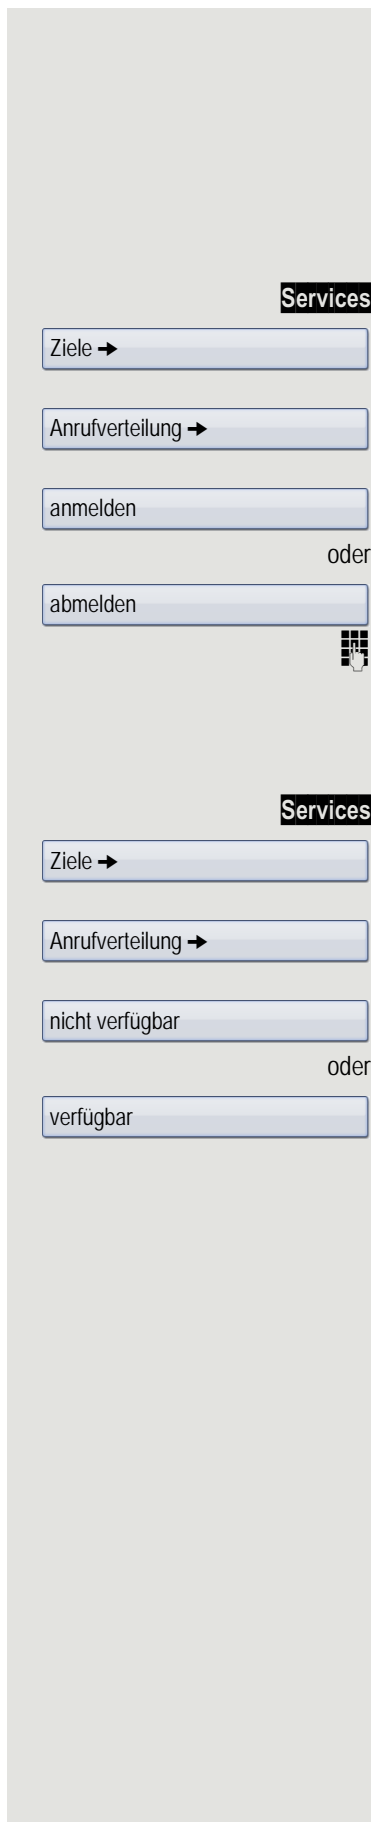 Services
Ziele →
Anrufverteilung →
anmelden
oder
abmelden
Services
Ziele →
Anrufverteilung →
nicht verfügbar
oder
verfügbar